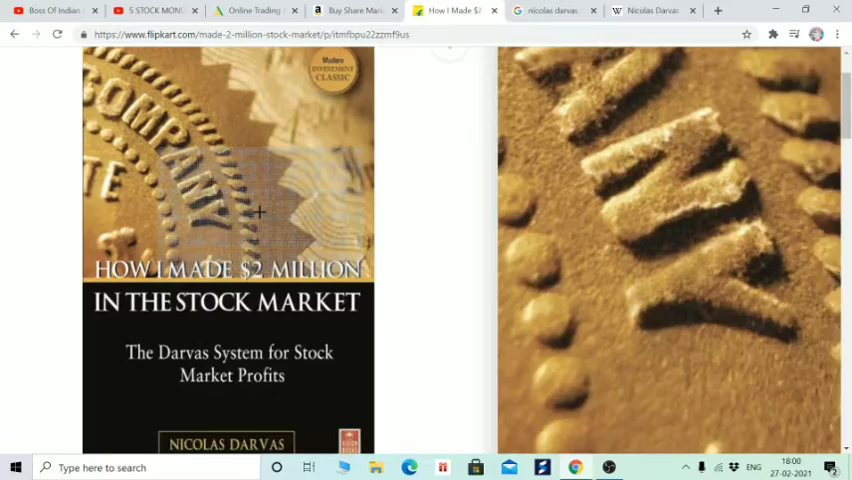 Boss Of Indian
5 STOCK MON
Online Trading
Buy Share Mark
How I Made $2
nicolas darvas
Nicolas Darvas
https://www.flipkart.com/made-2-million-stock-market/p/itmfbpu22zzmf9us
Modern
INVESTMENT
CLASSIC
COMPANY
TE
HOW I MADE $2 MILLION
IN THE STOCK MARKET
The Darvas System for Stock
Market Profits
NICOLAS DARVAS
NY
Type here to search
ENG
18:00
27-02-2021